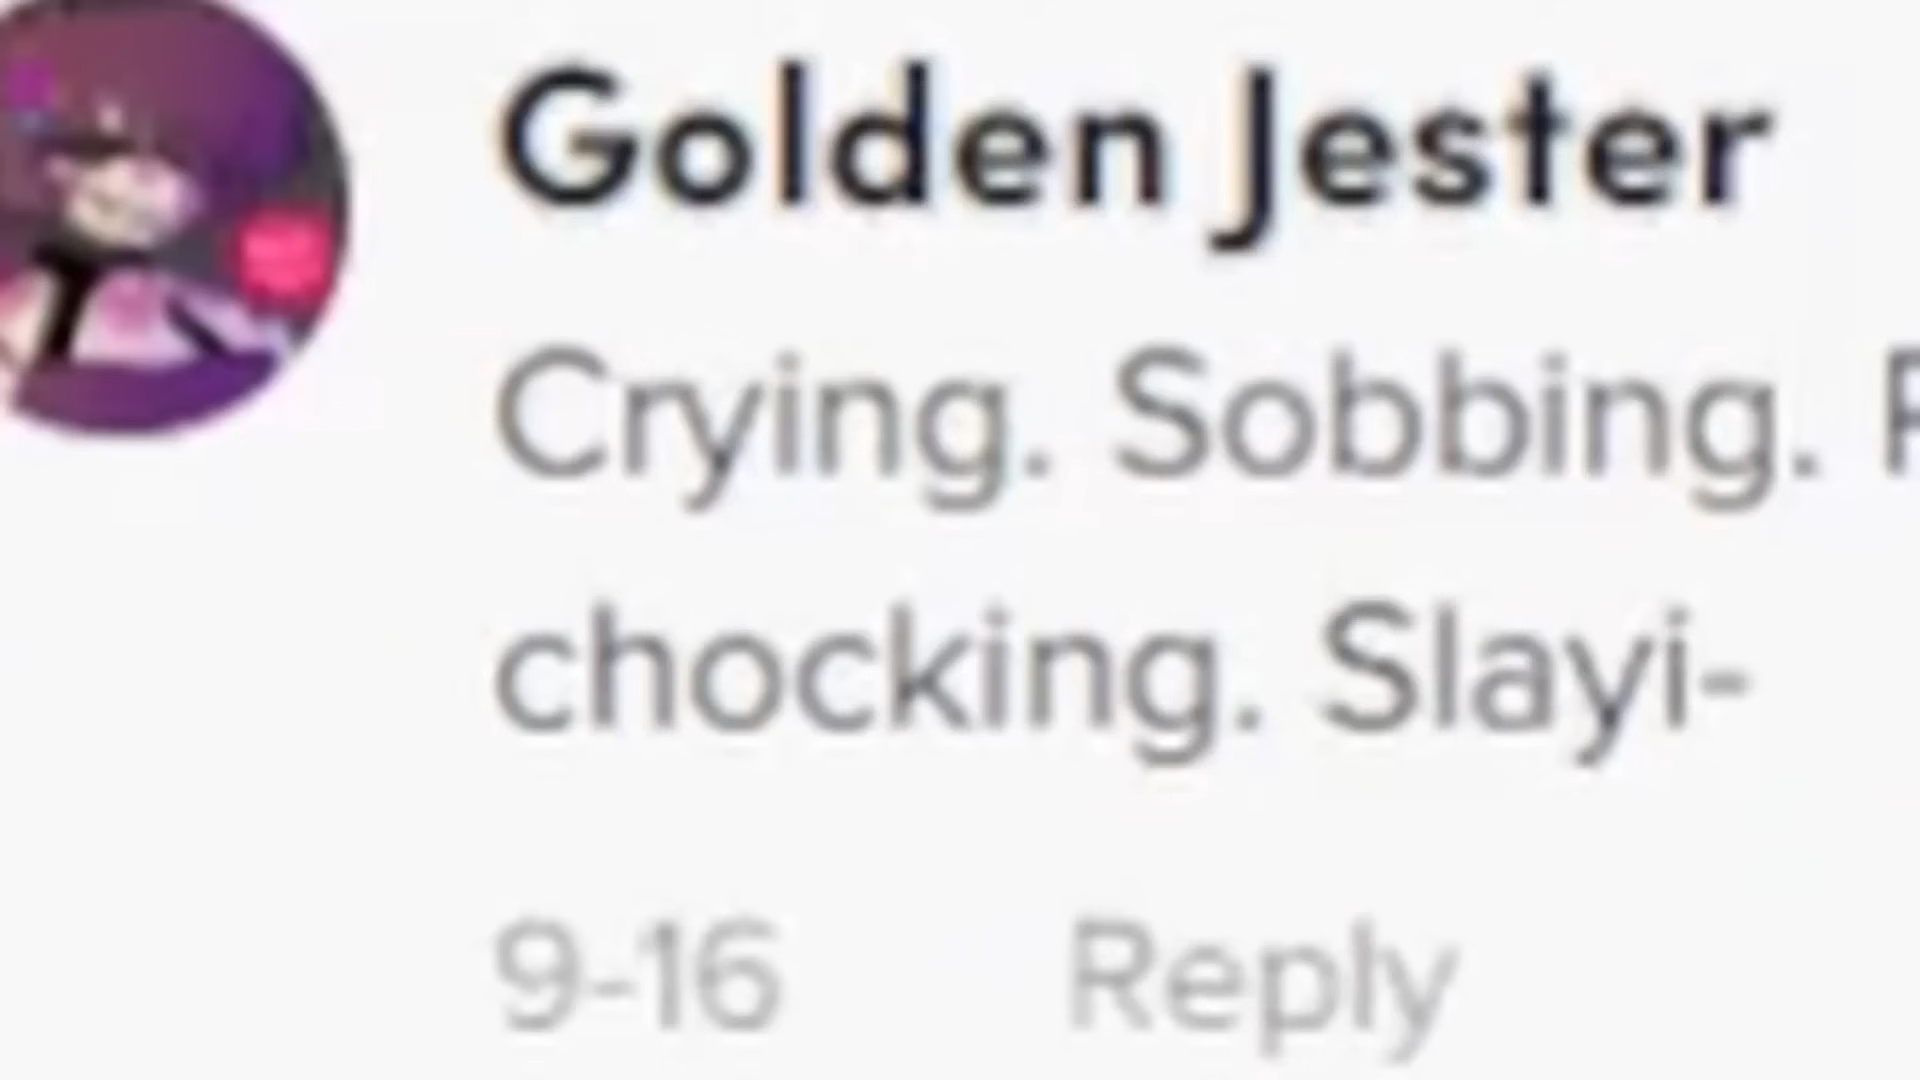 Golden Jester
Crying. Sobbing.
chocking. Slayi-
9-16 Reply